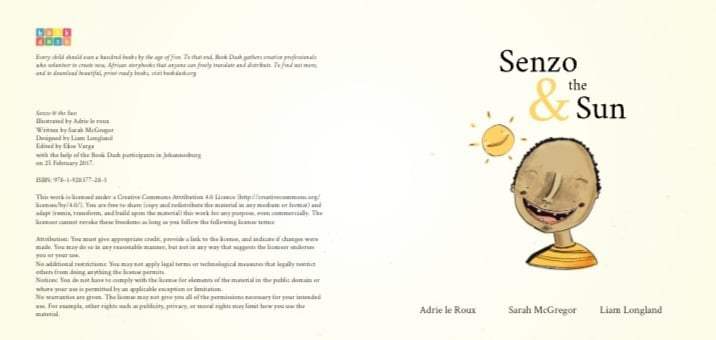 book
dash
Every child should own a hundred books by the age of five. To that end, Book Dash gathers creative professionals
who volunteer to create new, African storybooks that anyone can freely translate and distribute. To find out more,
and to download beautiful, print-ready books, visit bookdash.org
Senzo & the Sun
Illustrated by Adrie le roux
Written by Sarah McGregor
Designed by Liam Longland
Edited by Elise Varga
with the help of the Book Dash participants in Johannesburg
on 25 February 2017.
ISBN: 978-1-928377-28-3
This work is licensed under a Creative Commons Attribution 4.0 Licence (http://creativecommons.org/
licenses/by/4.0/). You are free to share (copy and redistribute the material in any medium or format) and
adapt (remix, transform, and build upon the material) this work for any purpose, even commercially. The
licensor cannot revoke these freedoms as long as you follow the following license terms:
Attribution: You must give appropriate credit, provide a link to the license, and indicate if changes were
made. You may do so in any reasonable manner, but not in any way that suggests the licensor endorses
you or your use.
No additional restrictions: You may not apply legal terms or technological measures that legally restrict
others from doing anything the license permits.
Notices: You do not have to comply with the license for elements of the material in the public domain or
where your use is permitted by an applicable exception or limitation.
No warranties are given. The license may not give you all of the permissions necessary for your intended
use. For example, other rights such as publicity, privacy, or moral rights may limit how you use the
material.
Senzo
& the
Sun
Adrie le Roux Sarah McGregor Liam Longland